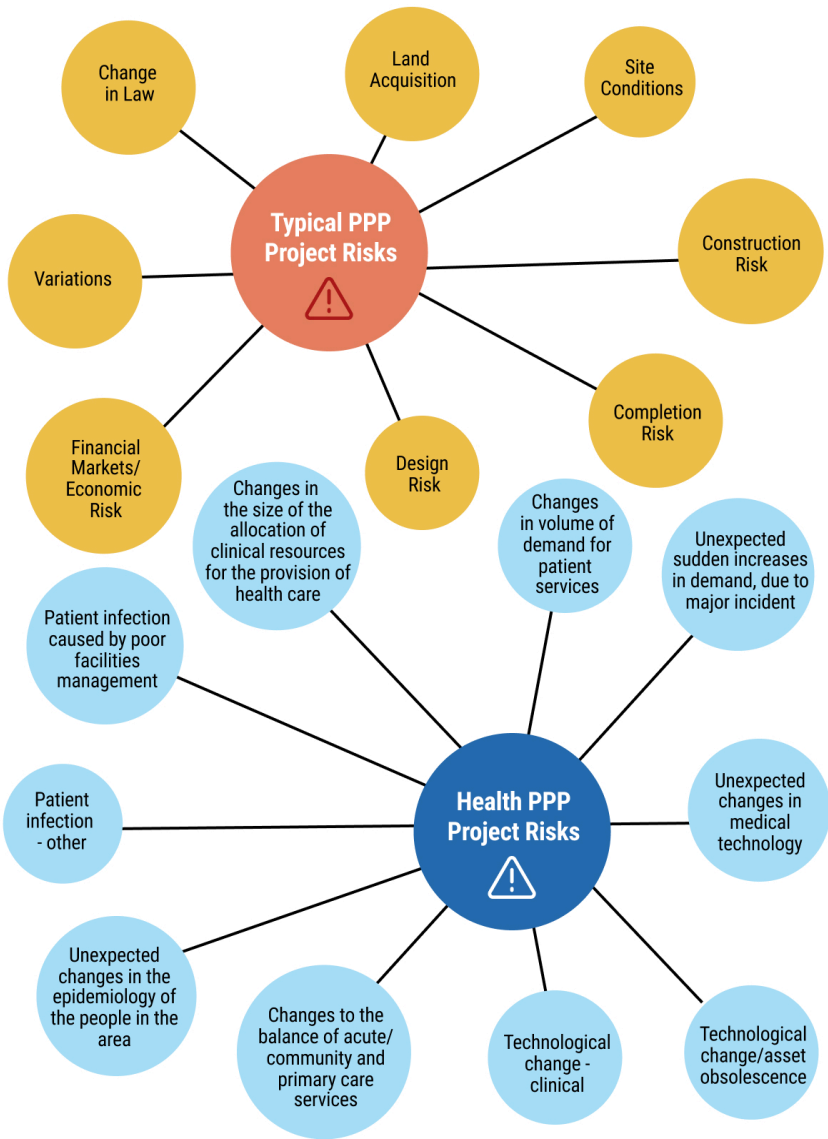 Change
in Law
Land
Acquisition
Site
Conditions
Typical PPP
Project Risks
Construction
Risk
Variations
Completion
Risk
Financial
Markets/
Economic
Risk
Design
Risk
Changes in
the size of the
allocation of
clinical resources
for the provision of
health care
Changes
in volume of
demand for
patient
services
Unexpected
sudden increases
in demand, due to
major incident
Patient infection
caused by poor
facilities
management
Health PPP
Project Risks
Unexpected
changes in
medical
technology
Patient
infection
- other
Unexpected
changes in the
epidemiology of
the people in the
area
Changes to the
balance of acute/
community and
primary care
services
Technological
change -
clinical
Technological
change/asset
obsolescence